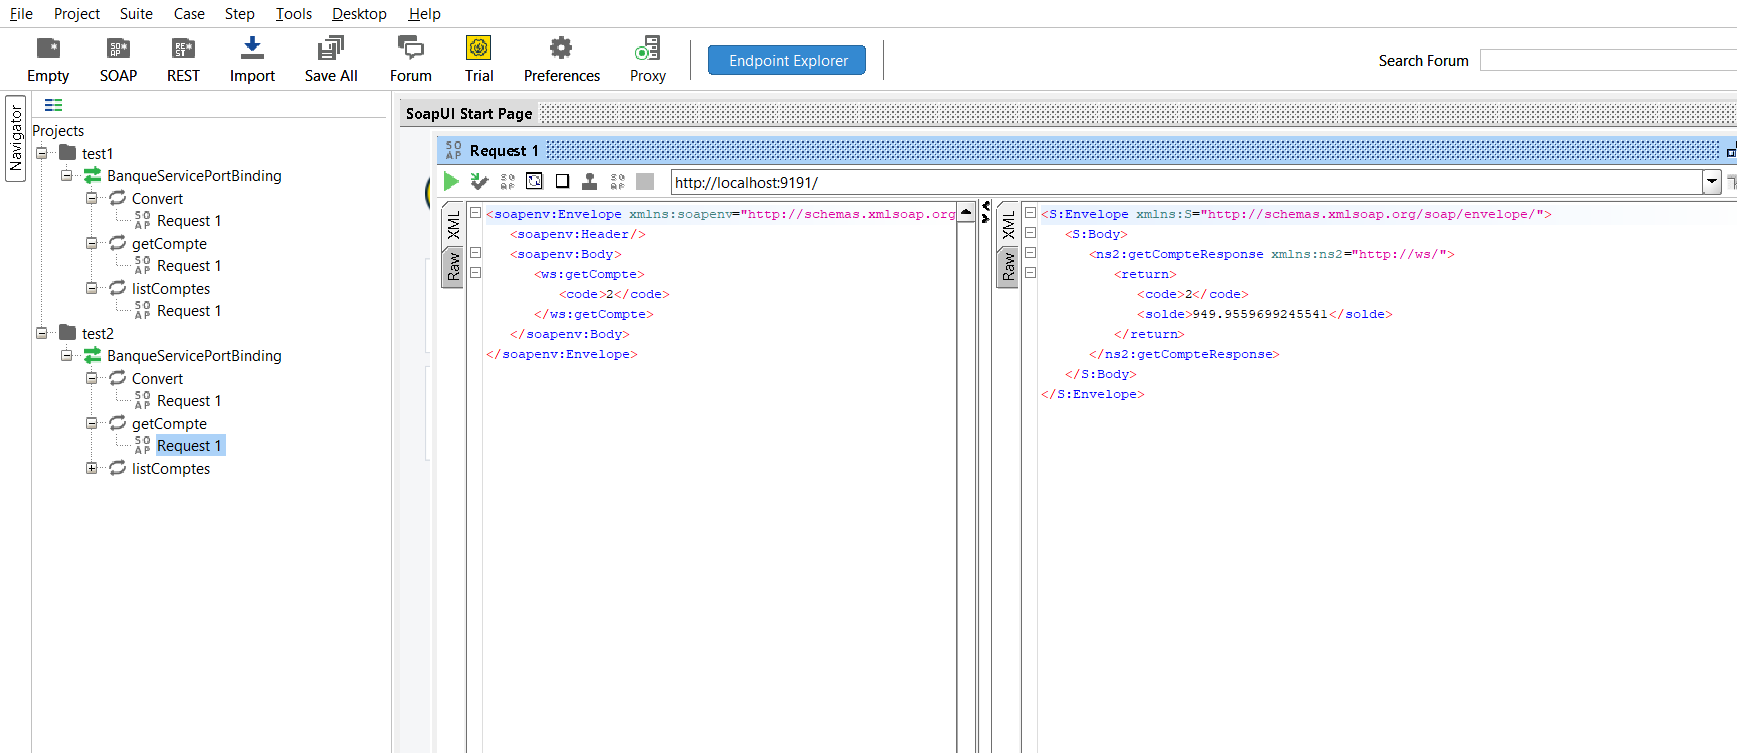 File Project Suite Case Step Tools Desktop Help
Empty SOAP REST Import Save All Forum Trial Preferences Proxy Endpoint Explorer Search Forum
Navigator
Projects
test1
BanqueServicePortBinding
Convert
Request 1
getCompte
Request 1
listComptes
Request 1
test2
BanqueServicePortBinding
Convert
Request 1
getCompte
Request 1
listComptes
SoapUI Start Page
Request 1
http://localhost:9191/
XML
Raw
<soapenv:Envelope xmlns:soapenv="http://schemas.xmlsoap.org
<soapenv:Header/>
<soapenv:Body>
<ws:getCompte>
<code>2</code>
</ws:getCompte>
</soapenv:Body>
</soapenv:Envelope>
XML
Raw
<S:Envelope xmlns:S="http://schemas.xmlsoap.org/soap/envelope/">
<S:Body>
<ns2:getCompteResponse xmlns:ns2="http://ws/">
<return>
<code>2</code>
<solde>949.9559699245541</solde>
</return>
</ns2:getCompteResponse>
</S:Body>
</S:Envelope>